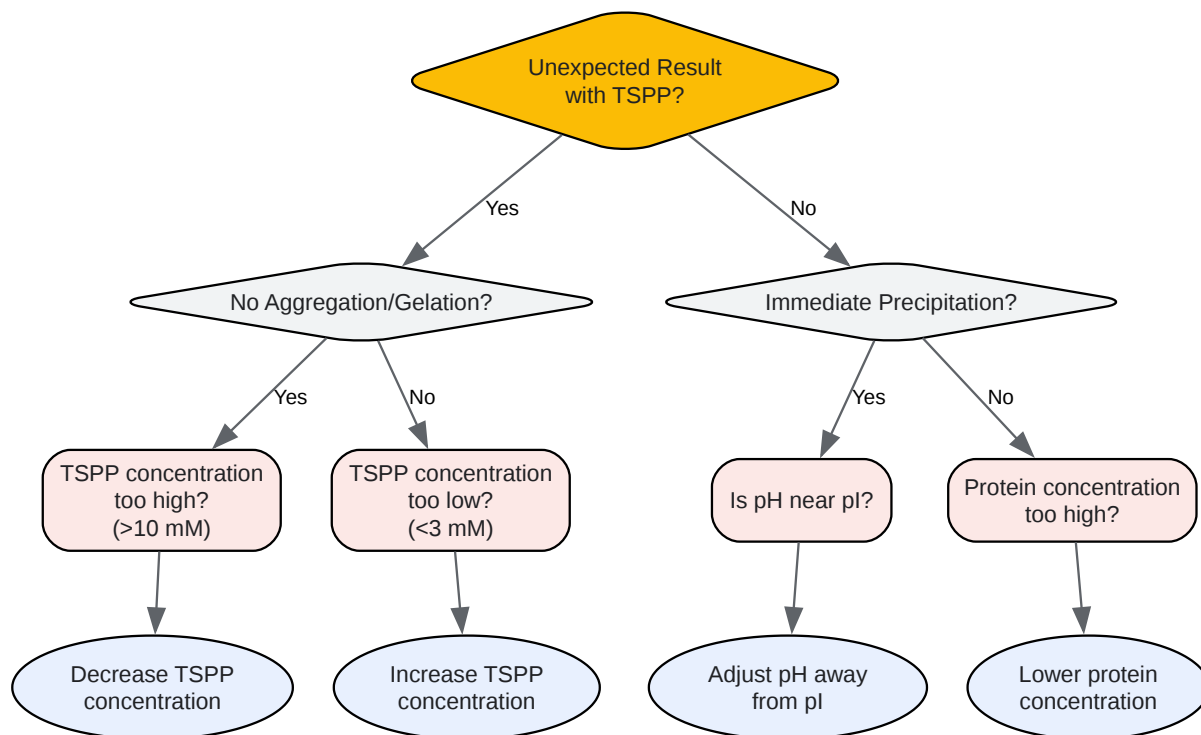 Unexpected Result
with TSPP?
Yes
No
No Aggregation/Gelation?
Immediate Precipitation?
Yes
No
Yes
No
TSPP concentration
too high?
(>10 mM)
TSPP concentration
too low?
(<3 mM)
Is pH near pI?
Protein concentration
too high?
Decrease TSPP
concentration
Increase TSPP
concentration
Adjust pH away
from pI
Lower protein
concentration